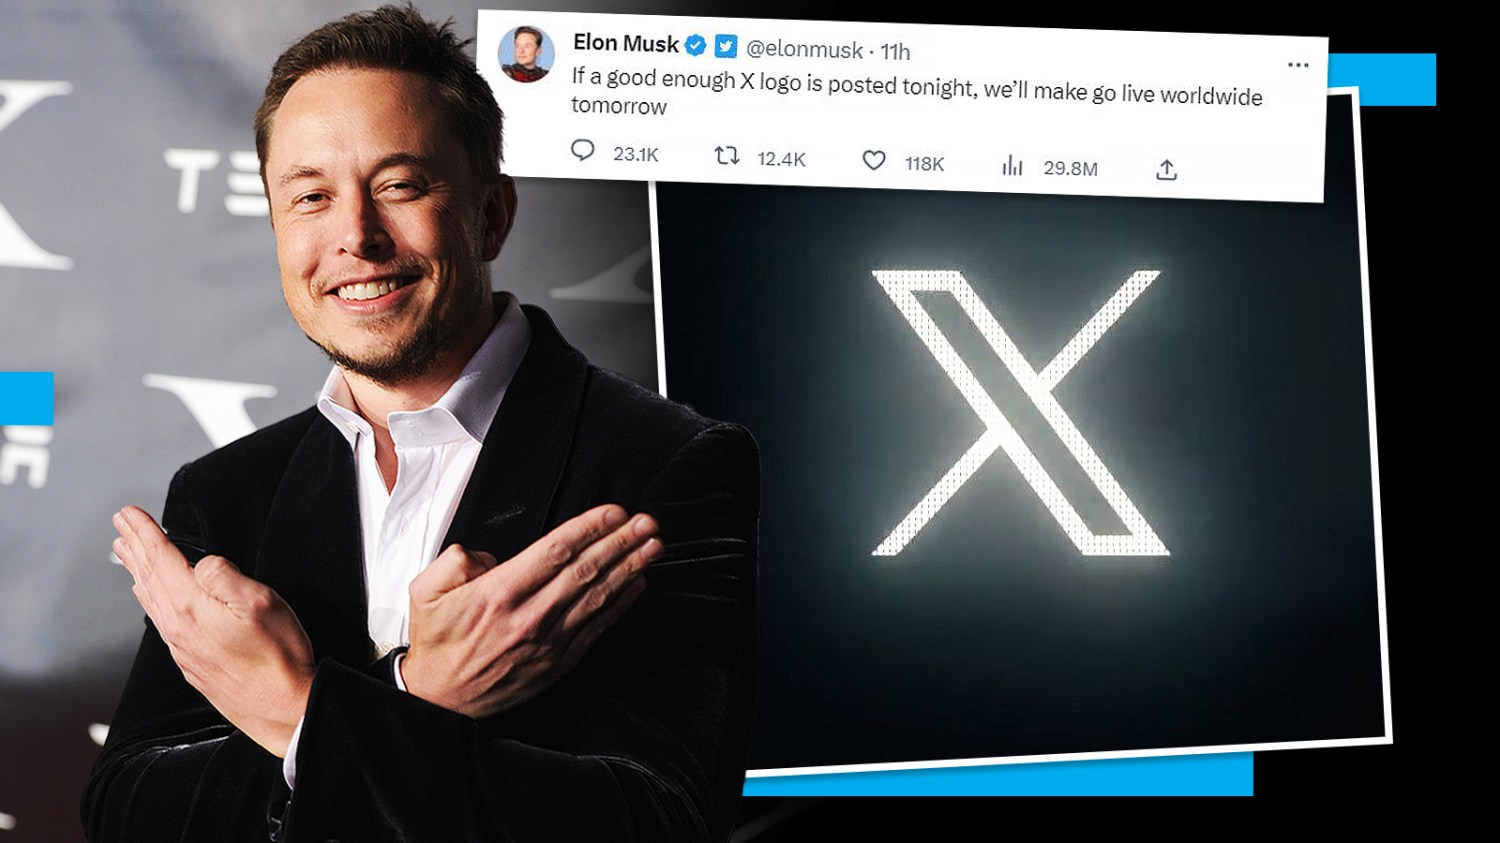 Elon Musk @elonmusk · 11h
If a good enough X logo is posted tonight, we'll make go live worldwide
tomorrow
23.1K 12.4K 118K 29.8M
X